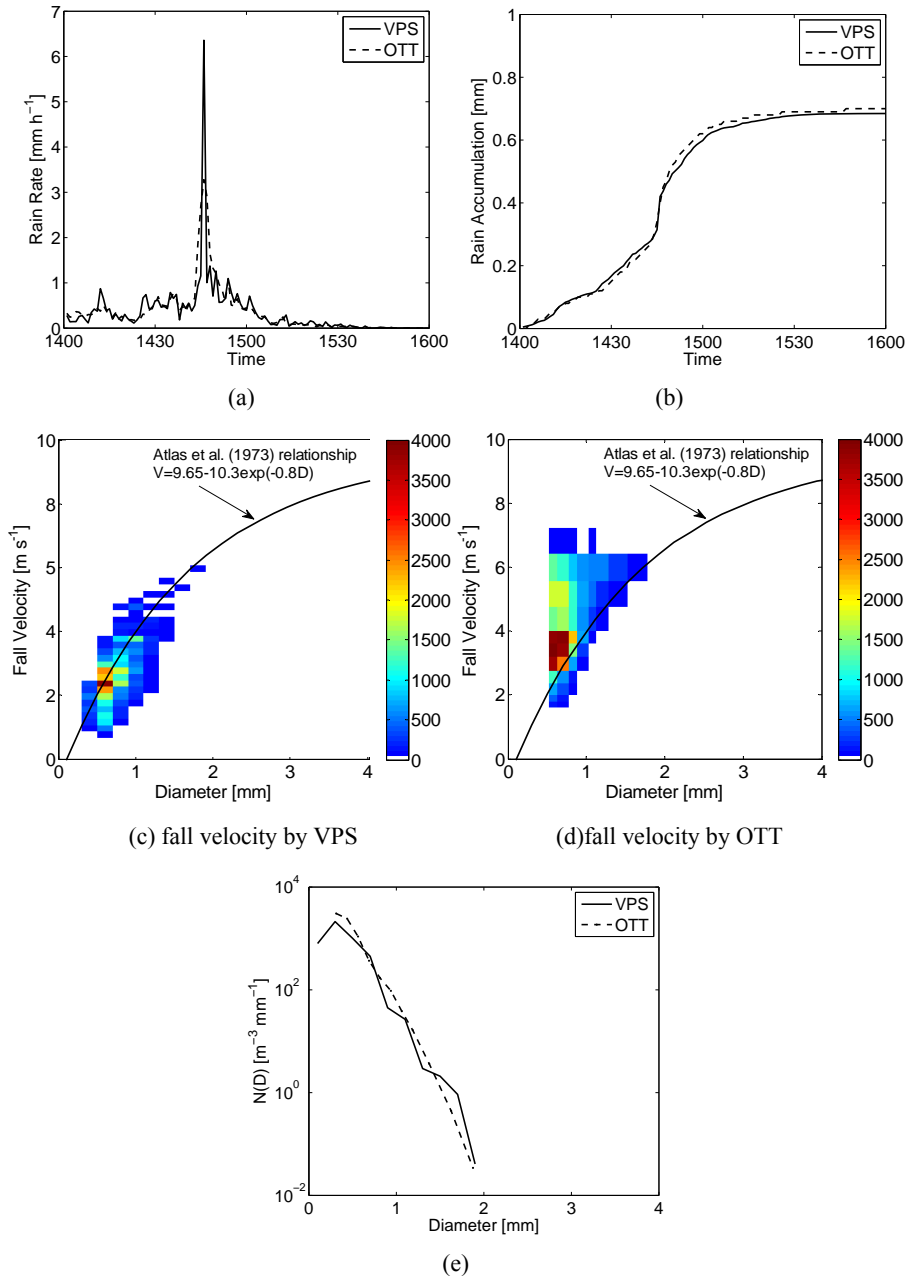 7
6
5
4
3
2
1
0
Rain Rate [mm h−1]
1400 1430 1500 1530 1600
Time
VPS
OTT
(a)
1
0.8
0.6
0.4
0.2
0
Rain Accumulation [mm]
1400 1430 1500 1530 1600
Time
VPS
OTT
(b)
10
8
6
4
2
0
Fall Velocity [m s−1]
Atlas et al. (1973) relationship
V=9.65-10.3exp(-0.8D)
0 1 2 3 4
Diameter [mm]
4000
3500
3000
2500
2000
1500
1000
500
0
(c) fall velocity by VPS
10
8
6
4
2
0
Fall Velocity [m s−1]
Atlas et al. (1973) relationship
V=9.65-10.3exp(-0.8D)
0 1 2 3 4
Diameter [mm]
4000
3500
3000
2500
2000
1500
1000
500
0
(d)fall velocity by OTT
10^4
10^2
10^0
10^−2
N(D) [m−3 mm−1]
0 1 2 3 4
Diameter [mm]
VPS
OTT
(e)